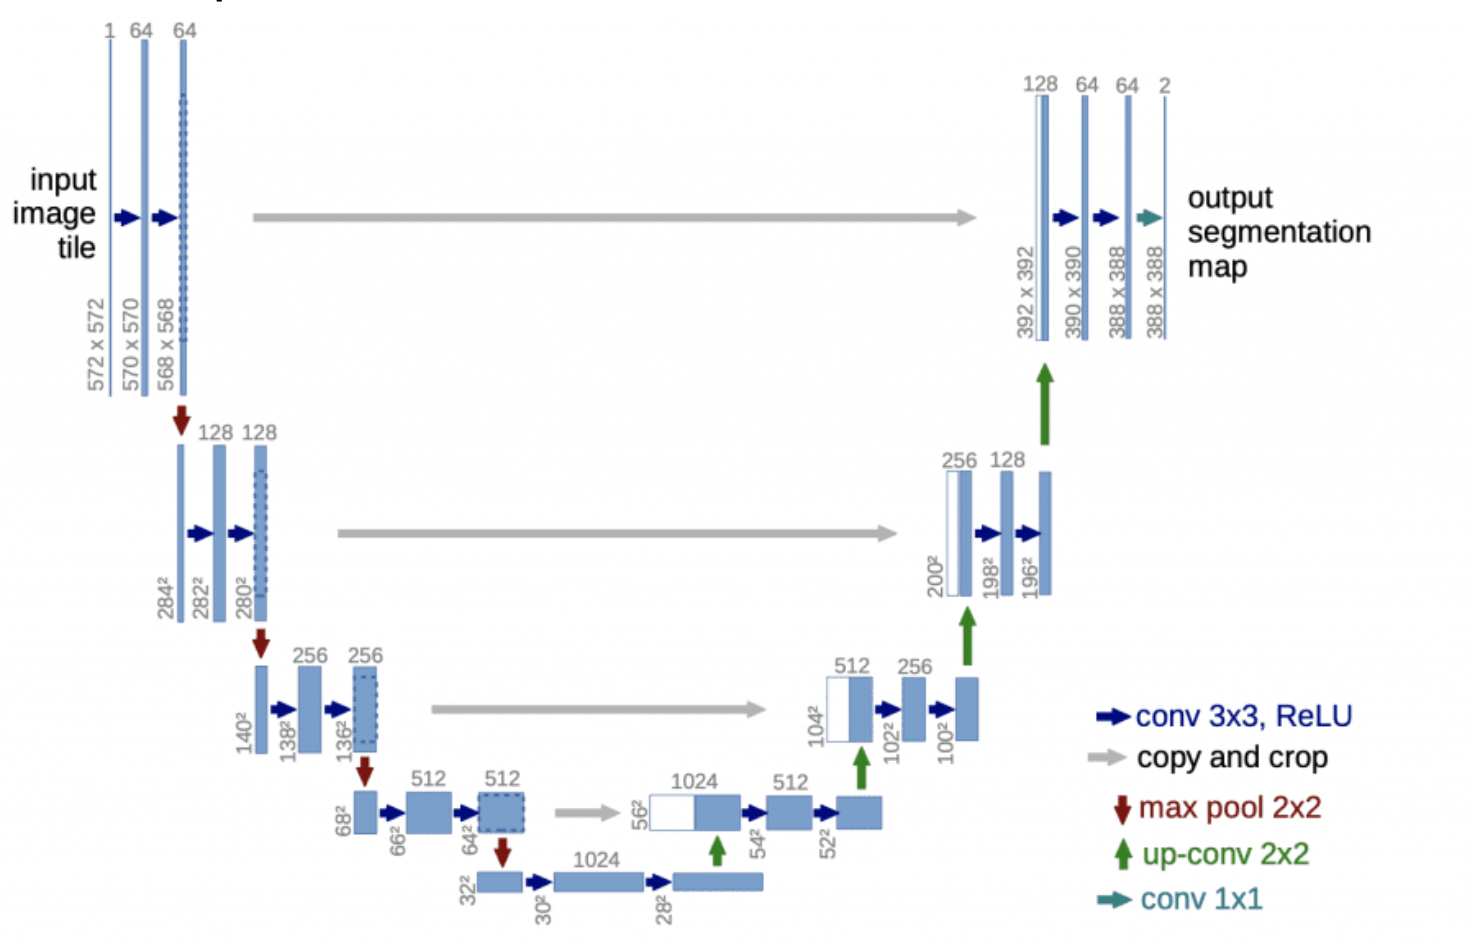 1 64 64
input
image
tile
572 x 572
570 x 570
568 x 568
128 64 64 2
392 x 392
390 x 390
388 x 388
388 x 388
output
segmentation
map
128 128
284²
282²
280²
256 128
200²
198²
196²
256 256
140²
138²
136²
512 256
104²
102²
100²
512 512
68²
66²
64²
1024 512
56²
54²
52²
1024
32²
30²
28²
conv 3x3, ReLU
copy and crop
max pool 2x2
up-conv 2x2
conv 1x1